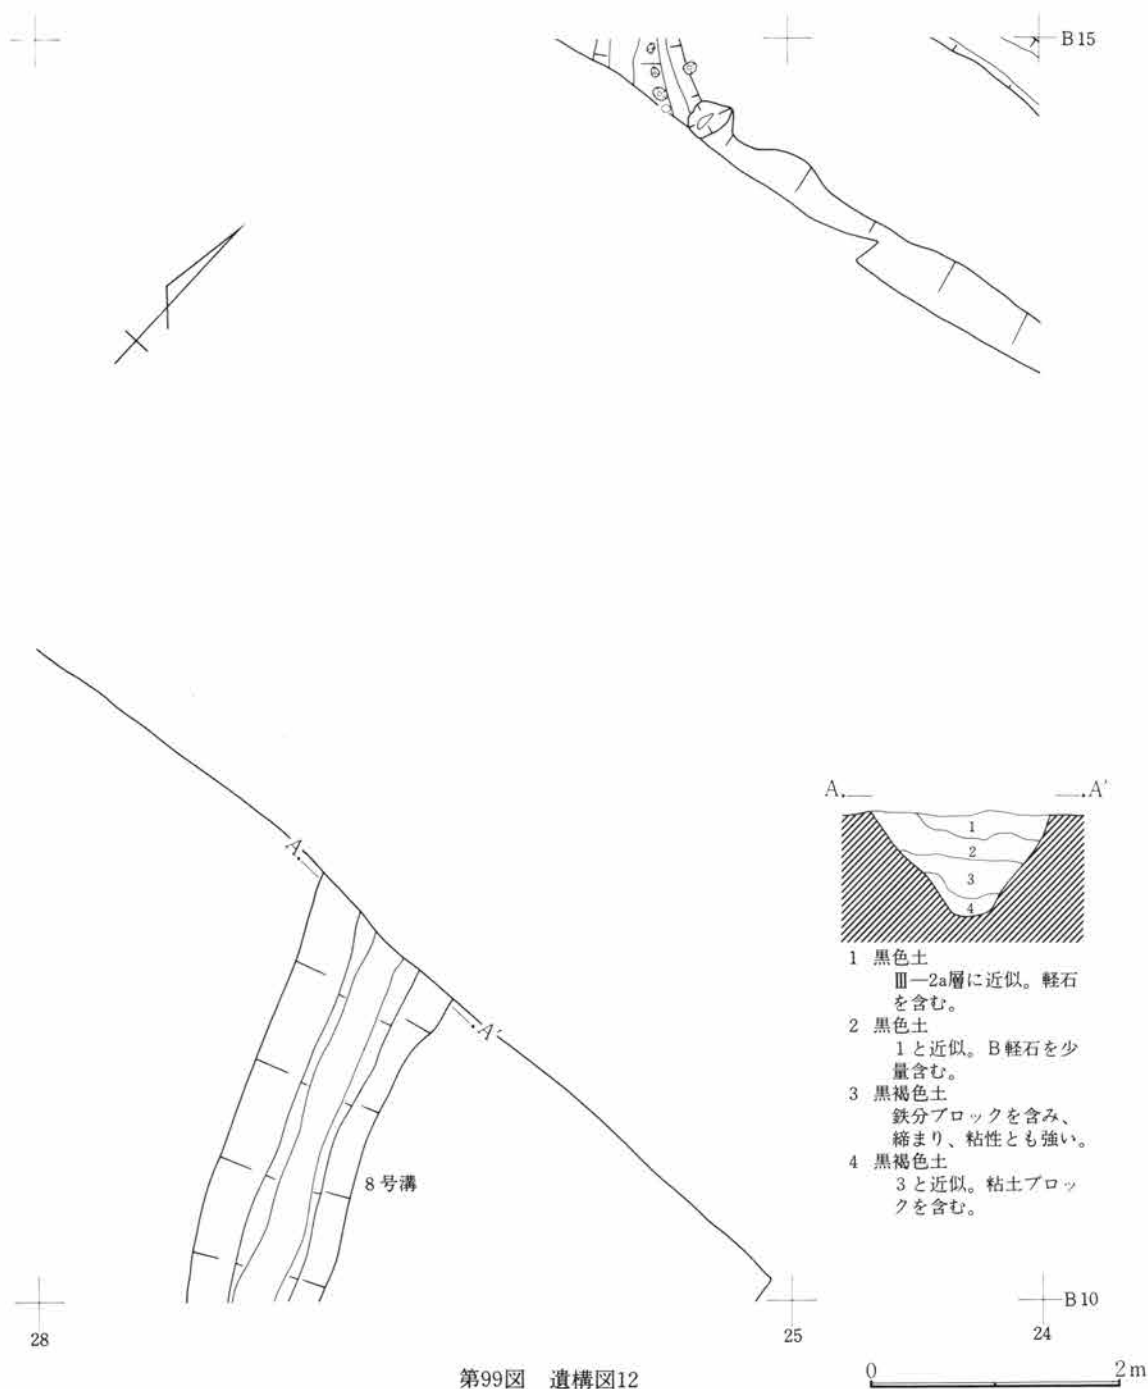 B15
A.
A'
1
2
3
4
1 黒色土
Ⅲ—2a層に近似。軽石
を含む。
2 黒色土
1と近似。B軽石を少
量含む。
3 黒褐色土
鉄分ブロックを含み、
締まり、粘性とも強い。
4 黒褐色土
3と近似。粘土ブロッ
クを含む。
A.
A'
8号溝
B10
28
25
24
第99図 遺構図12
0
2m